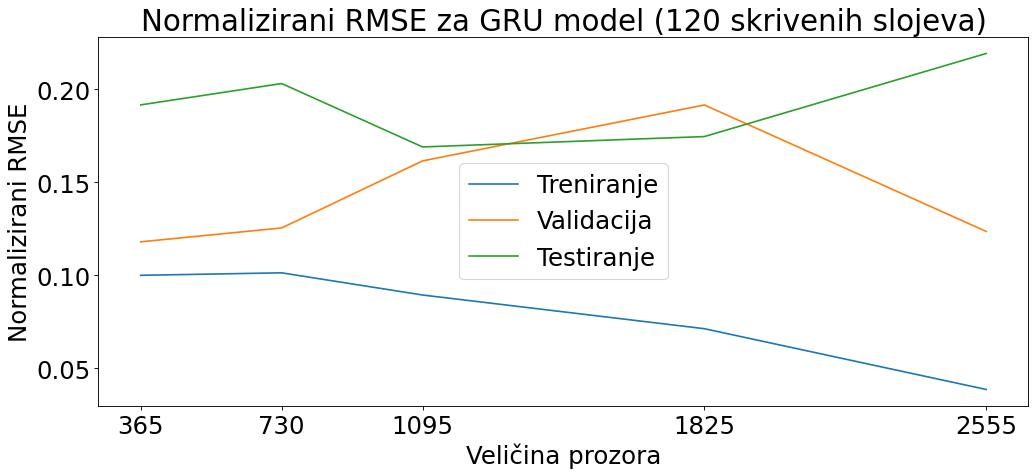 Normalizirani RMSE za GRU model (120 skrivenih slojeva)
Normalizirani RMSE
0.20
0.15
0.10
0.05
Treniranje
Validacija
Testiranje
365 730 1095 1825 2555
Veličina prozora